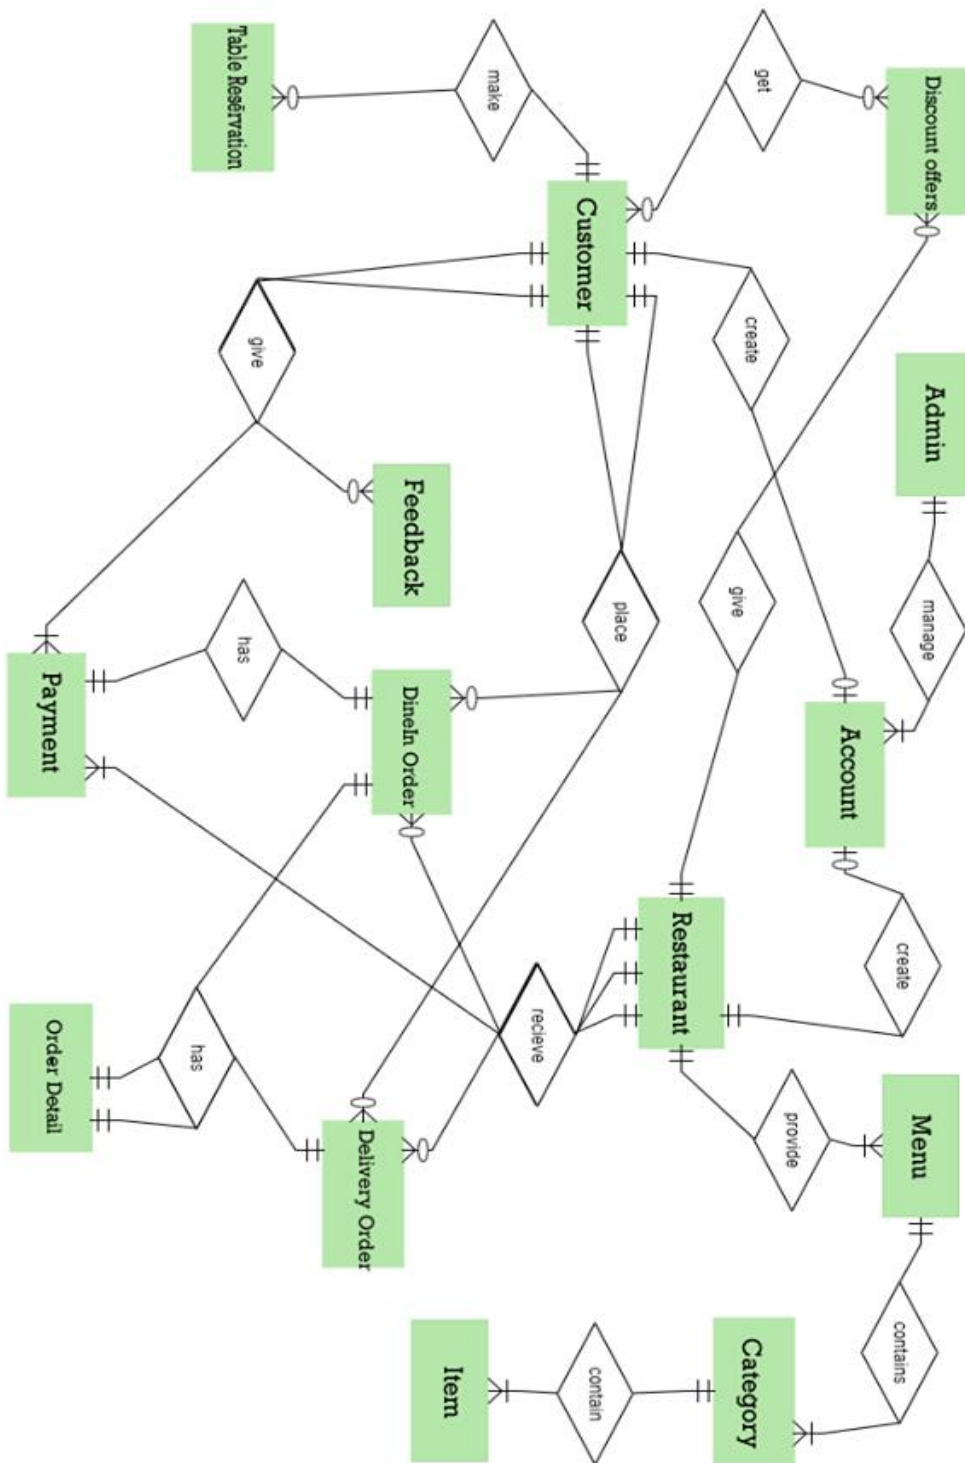 Discount offers
Admin
manage
Menu
contains
create
Account
get
create
provide
Category
give
Restaurant
Customer
place
contain
make
recieve
Item
Feedback
DineIn Order
Delivery Order
Table Reservation
give
has
has
Payment
Order Detail